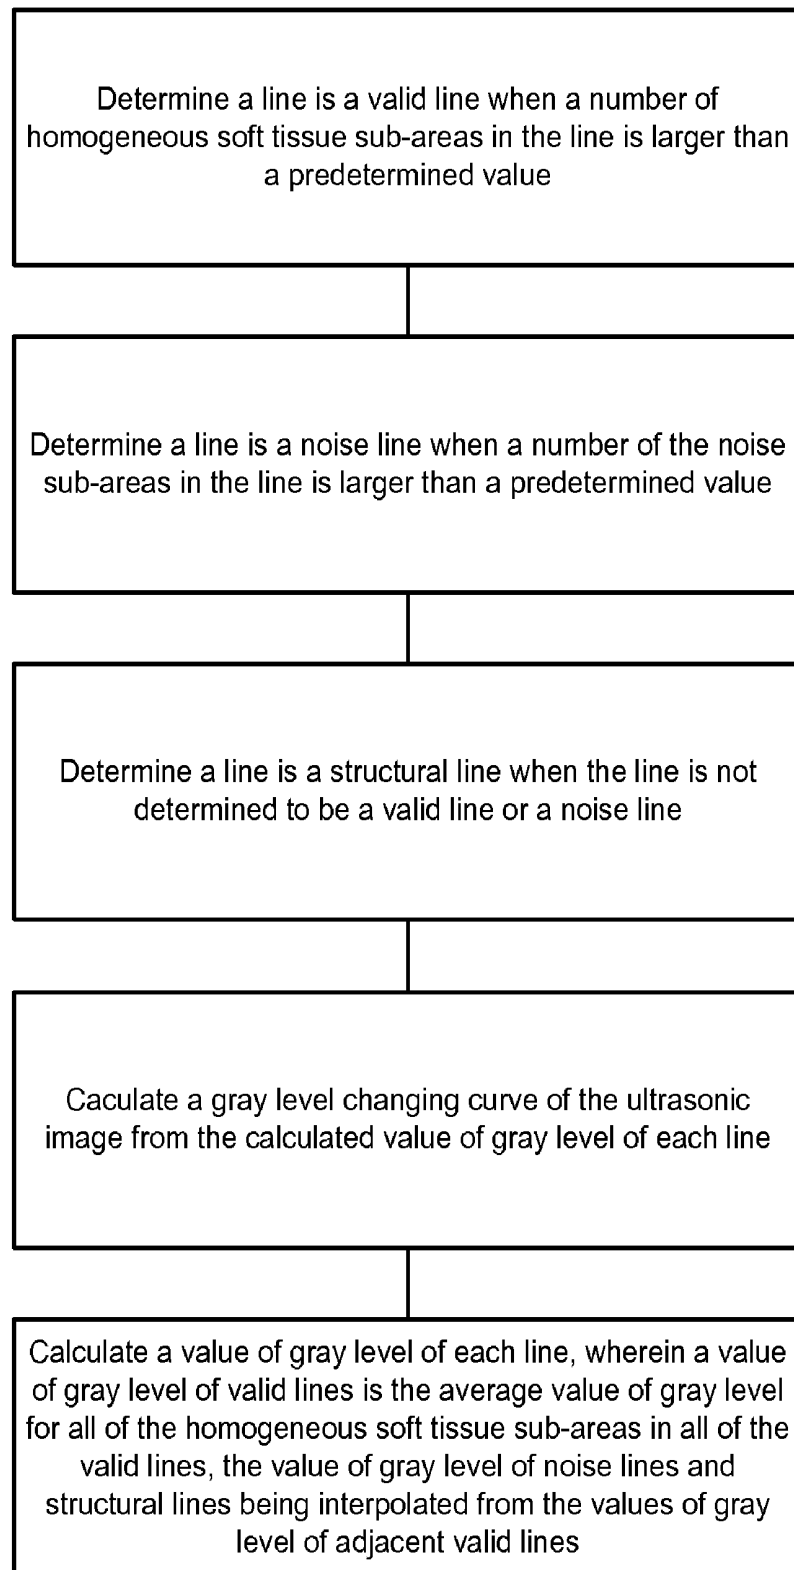 Determine a line is a valid line when a number of
homogeneous soft tissue sub-areas in the line is larger than
a predetermined value
Determine a line is a noise line when a number of the noise
sub-areas in the line is larger than a predetermined value
Determine a line is a structural line when the line is not
determined to be a valid line or a noise line
Caculate a gray level changing curve of the ultrasonic
image from the calculated value of gray level of each line
Calculate a value of gray level of each line, wherein a value
of gray level of valid lines is the average value of gray level
for all of the homogeneous soft tissue sub-areas in all of the
valid lines, the value of gray level of noise lines and
structural lines being interpolated from the values of gray
level of adjacent valid lines